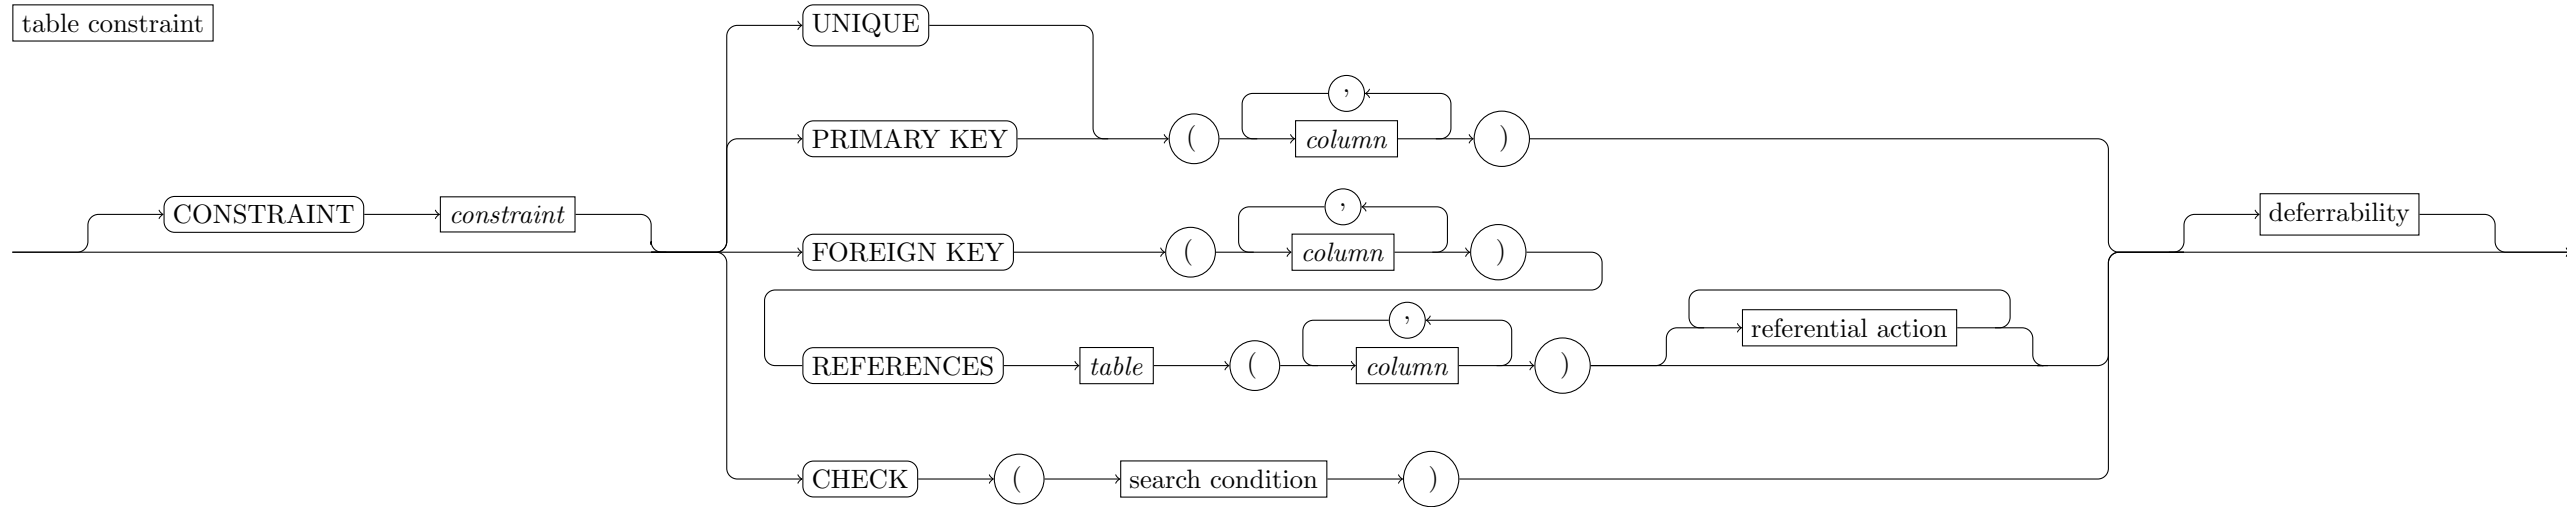 table constraint
UNIQUE
,
PRIMARY KEY ( column )
CONSTRAINT constraint
,
deferrability
FOREIGN KEY ( column )
,
referential action
REFERENCES table ( column )
CHECK ( search condition )